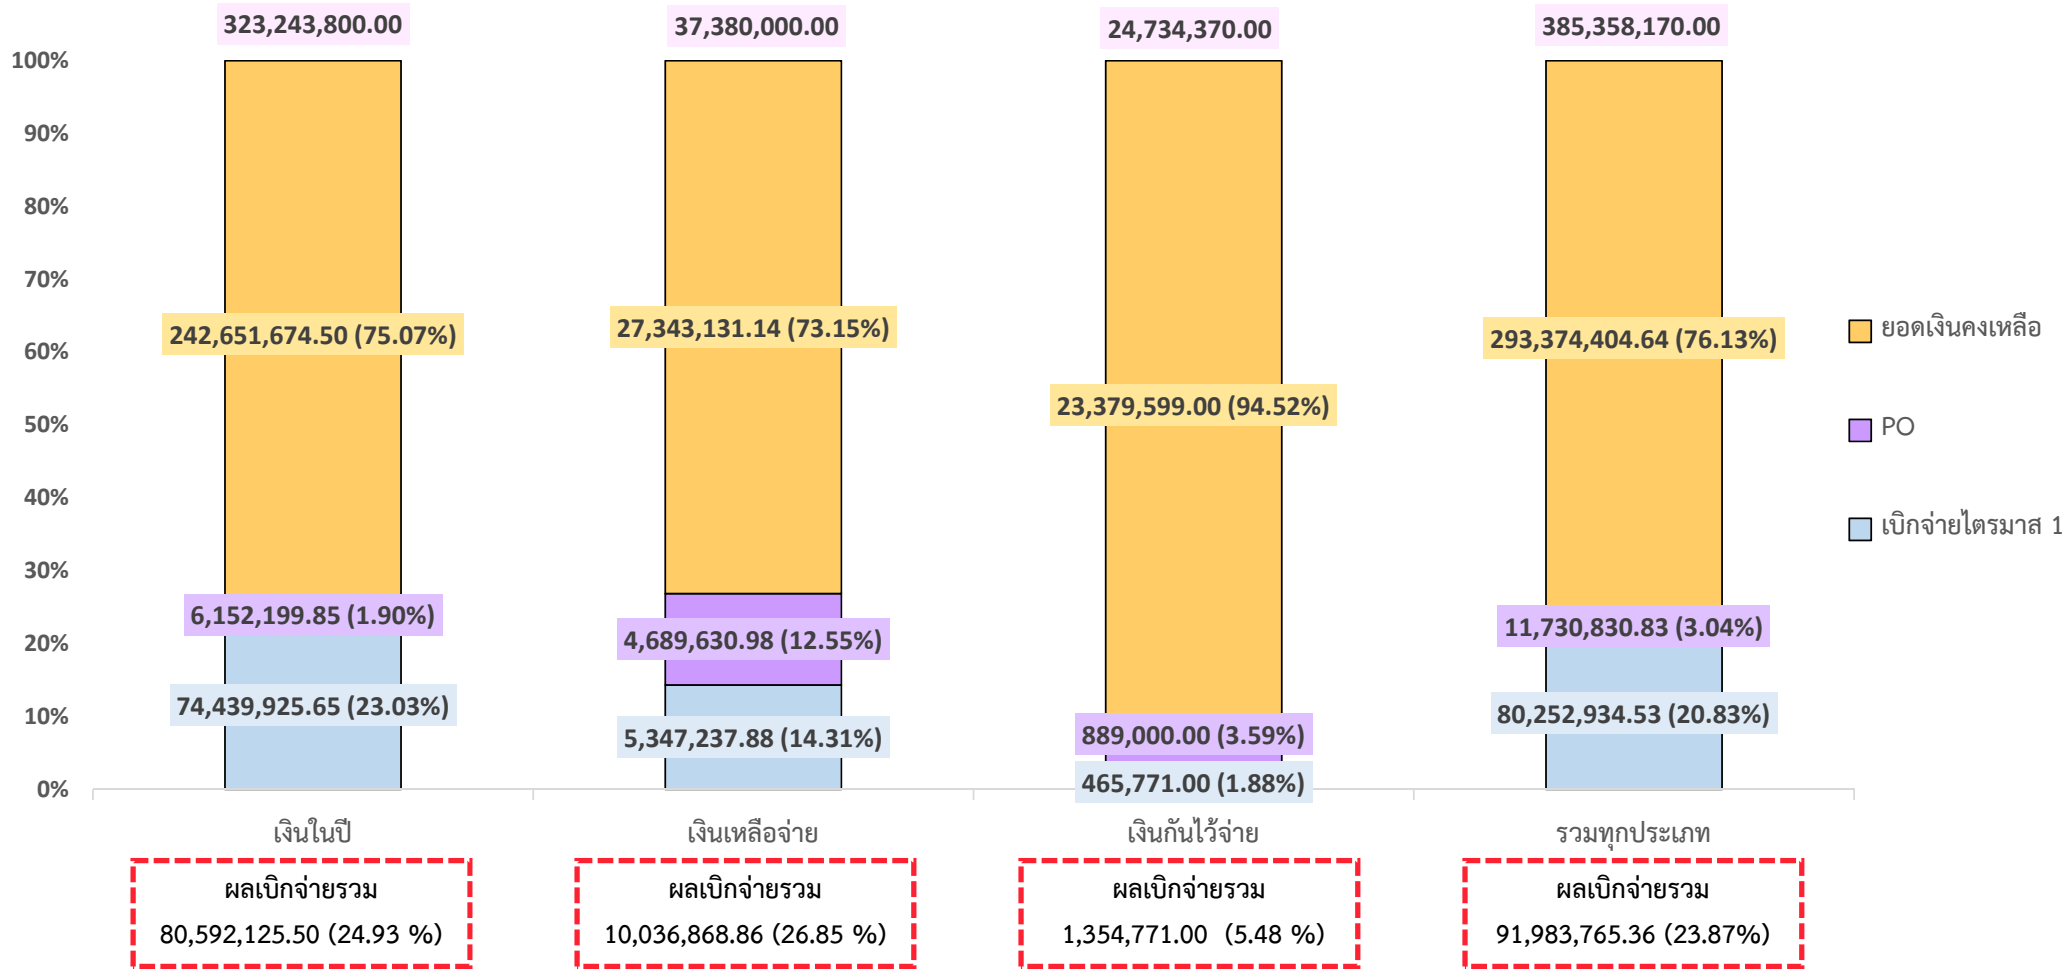 323,243,800.00
37,380,000.00
24,734,370.00
385,358,170.00
100%
90%
80%
70%
60%
50%
40%
30%
20%
10%
0%
242,651,674.50 (75.07%)
27,343,131.14 (73.15%)
23,379,599.00 (94.52%)
293,374,404.64 (76.13%)
6,152,199.85 (1.90%)
4,689,630.98 (12.55%)
889,000.00 (3.59%)
11,730,830.83 (3.04%)
74,439,925.65 (23.03%)
5,347,237.88 (14.31%)
465,771.00 (1.88%)
80,252,934.53 (20.83%)
ยอดเงินคงเหลือ
PO
เบิกจ่ายไตรมาส 1
เงินในปี
เงินเหลือจ่าย
เงินกันไว้จ่าย
รวมทุกประเภท
ผลเบิกจ่ายรวม
80,592,125.50 (24.93 %)
ผลเบิกจ่ายรวม
10,036,868.86 (26.85 %)
ผลเบิกจ่ายรวม
1,354,771.00 (5.48 %)
ผลเบิกจ่ายรวม
91,983,765.36 (23.87%)